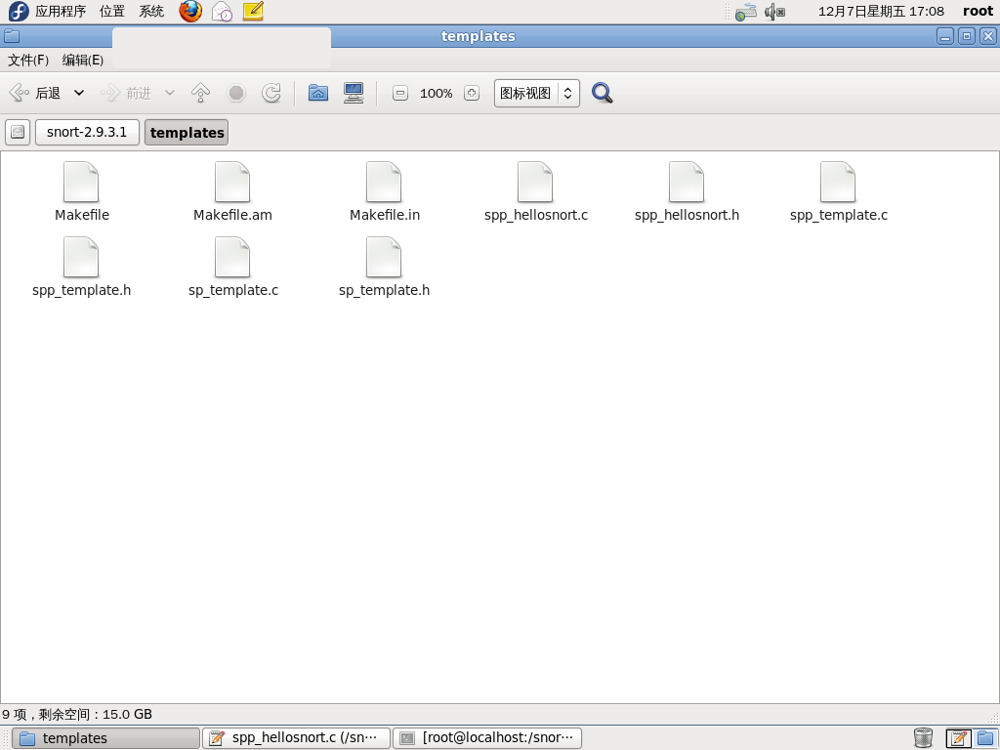 应用程序 位置 系统 12月7日星期五 17:08 root
templates
文件(F) 编辑(E)
后退 前进 100% 图标视图
snort-2.9.3.1 templates
Makefile Makefile.am Makefile.in spp_hellosnort.c spp_hellosnort.h spp_template.c
spp_template.h sp_template.c sp_template.h
9 项，剩余空间：15.0 GB
templates spp_hellosnort.c (/sn··· [root@localhost:/snor···